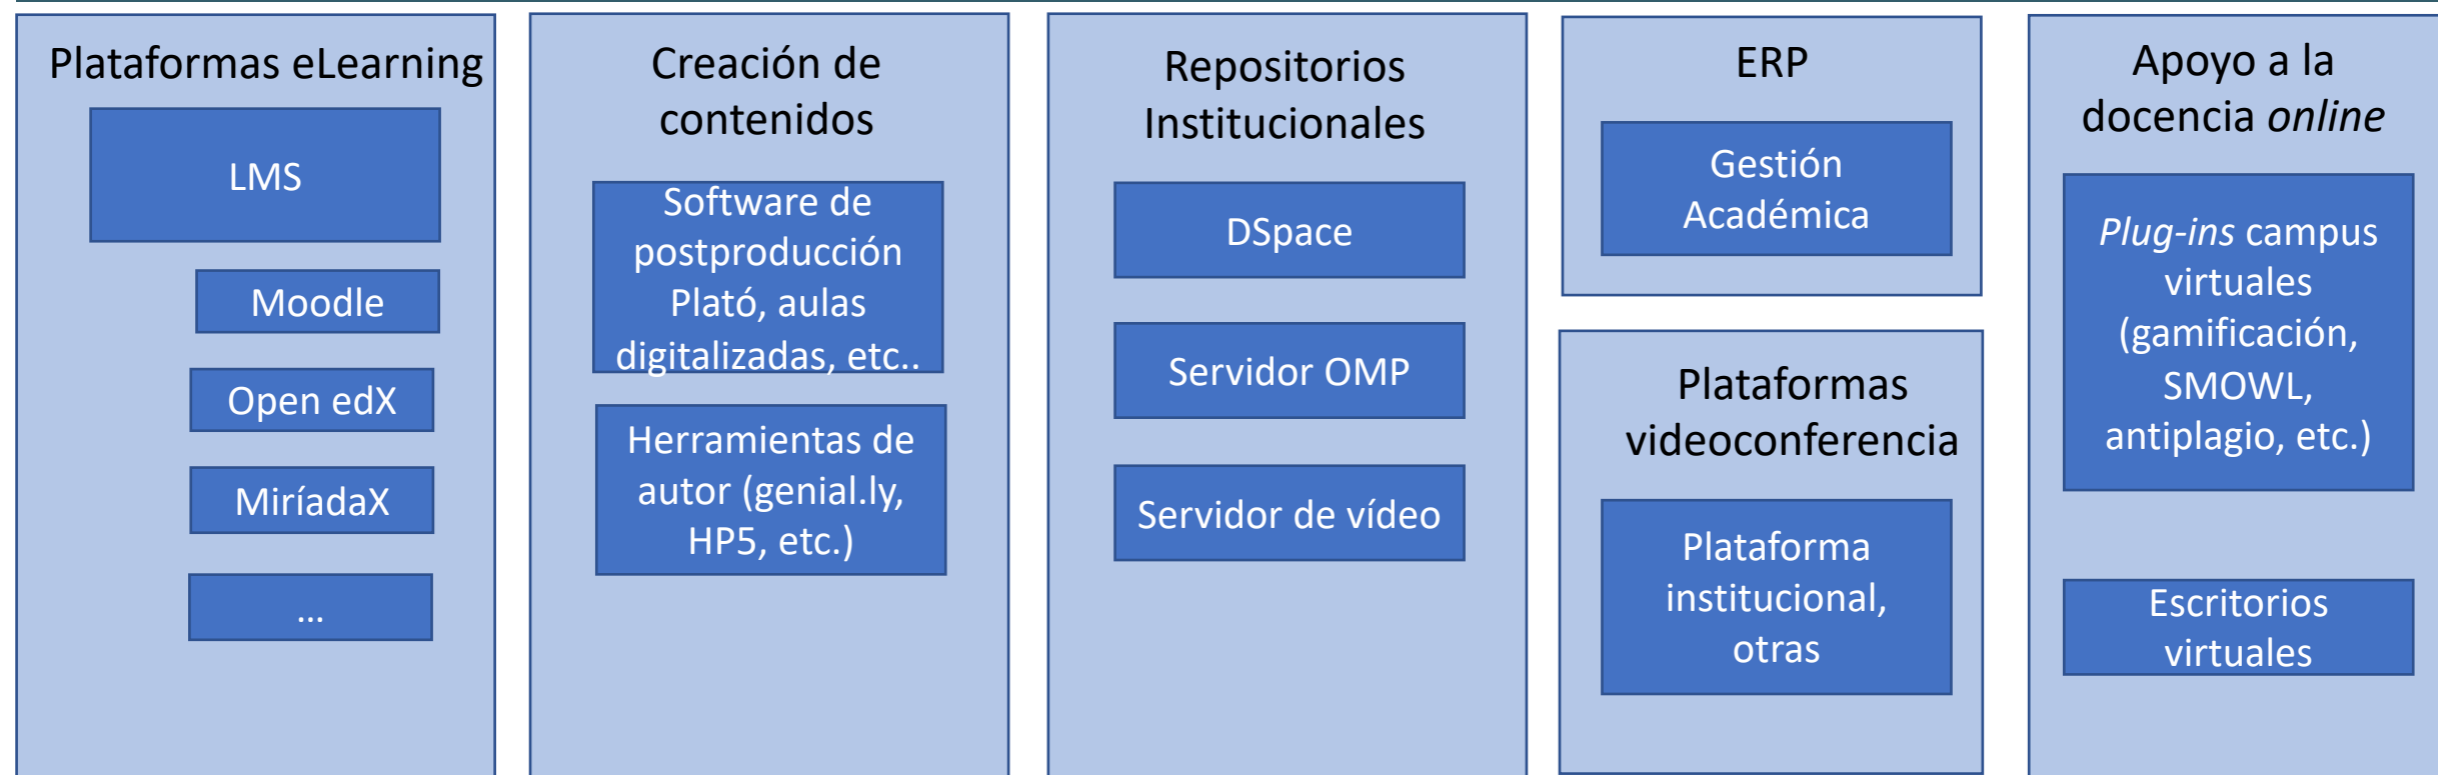 Plataformas eLearning
LMS
Moodle
Open edX
MiríadaX
...
Creación de
contenidos
Software de
postproducción
Plató, aulas
digitalizadas, etc..
Herramientas de
autor (genial.ly,
HP5, etc.)
Repositorios
Institucionales
DSpace
Servidor OMP
Servidor de vídeo
ERP
Gestión
Académica
Plataformas
videoconferencia
Plataforma
institucional,
otras
Apoyo a la
docencia online
Plug-ins campus
virtuales
(gamificación,
SMOWL,
antiplagio, etc.)
Escritorios
virtuales